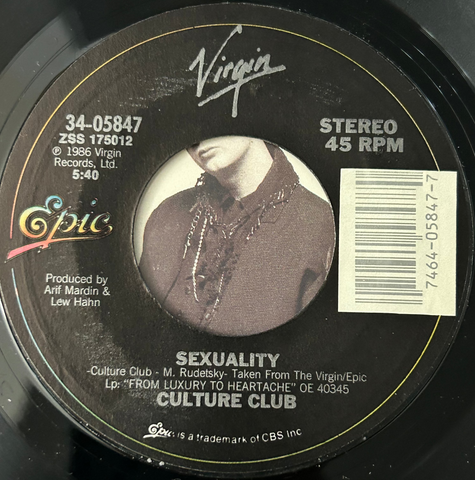 Virgin
34-05847
ZSS 175012
℗ 1986 Virgin
Records, Ltd.
5:40
STEREO
45 RPM
7464-05847-7
Epic
Produced by
Arif Mardin &
Lew Hahn
SEXUALITY
-Culture Club - M. Rudetsky- Taken From The Virgin/Epic
Lp: "FROM LUXURY TO HEARTACHE" OE 40345
CULTURE CLUB
Epic is a trademark of CBS Inc